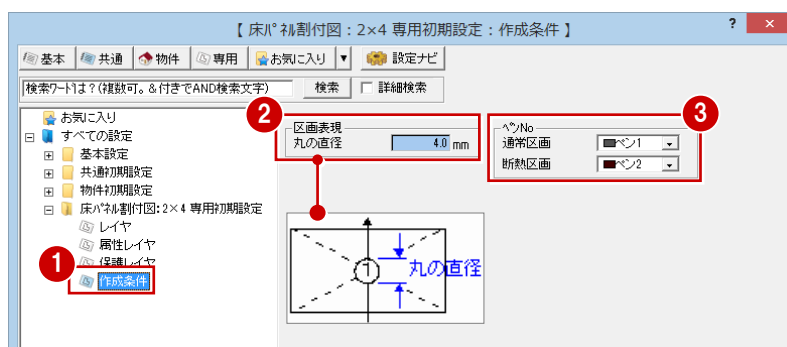 【 床ﾊﾟﾈﾙ割付図：2×4 専用初期設定：作成条件 】 ? ×
基本 共通 物件 専用 お気に入り ▼ 設定ナビ
検索ﾜｰﾄﾞは？(複数可。＆付きでAND検索文字) 検索 詳細検索
お気に入り
すべての設定
基本設定
共通初期設定
物件初期設定
床ﾊﾟﾈﾙ割付図:2×4 専用初期設定
レイヤ
属性レイヤ
保護レイヤ
1
作成条件
2
区画表現
丸の直径 4.0 mm
3
ﾍﾟﾝNo
通常区画 ペン1
断熱区画 ペン2
1 丸の直径